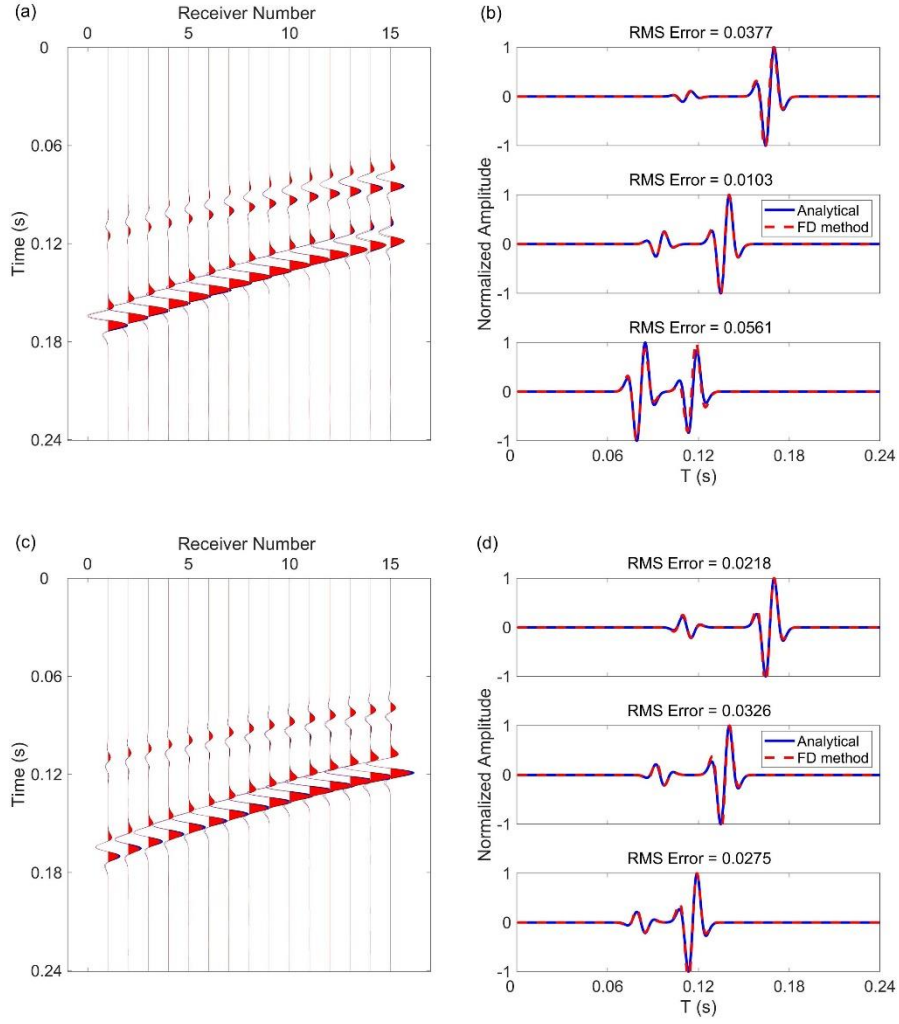 (a)
Receiver Number
0 5 10 15
0
0.06
0.12
0.18
0.24
Time (s)
(b)
RMS Error = 0.0377
1
0
-1
RMS Error = 0.0103
1
0
-1
Analytical
FD method
Normalized Amplitude
RMS Error = 0.0561
1
0
-1
0 0.06 0.12 0.18 0.24
T (s)
(c)
Receiver Number
0 5 10 15
0
0.06
0.12
0.18
0.24
Time (s)
(d)
RMS Error = 0.0218
1
0
-1
RMS Error = 0.0326
1
0
-1
Analytical
FD method
Normalized Amplitude
RMS Error = 0.0275
1
0
-1
0 0.06 0.12 0.18 0.24
T (s)